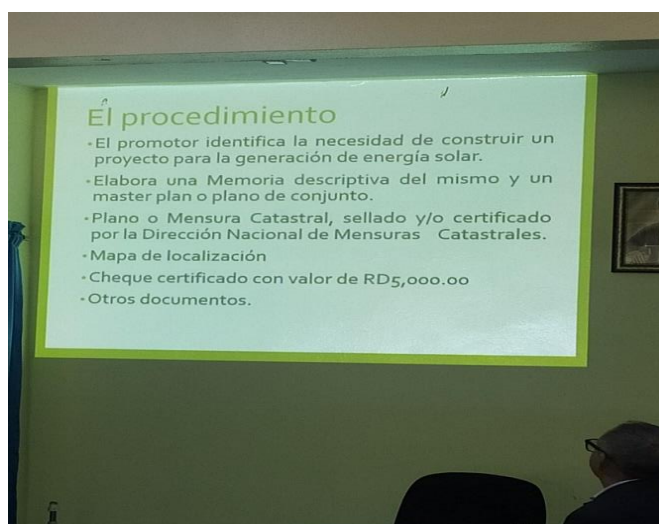 El procedimiento
•El promotor identifica la necesidad de construir un
proyecto para la generación de energía solar.
•Elabora una Memoria descriptiva del mismo y un
master plan o plano de conjunto.
•Plano o Mensura Catastral, sellado y/o certificado
por la Dirección Nacional de Mensuras Catastrales.
•Mapa de localización
•Cheque certificado con valor de RD5,000.00
•Otros documentos.